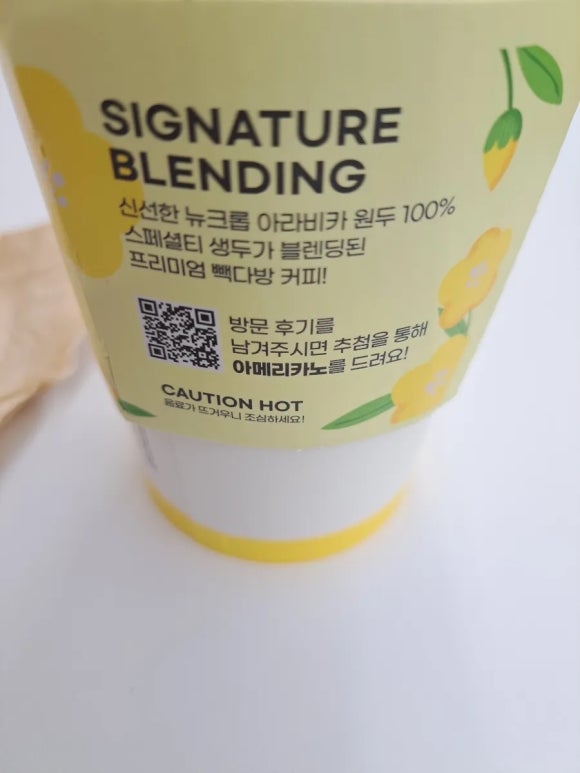 SIGNATURE
BLENDING
신선한 뉴크롭 아라비카 원두 100%
스페셜티 생두가 블렌딩된
프리미엄 빽다방 커피!
방문 후기를
남겨주시면 추첨을 통해
아메리카노를 드려요!
CAUTION HOT
음료가 뜨거우니 조심하세요!